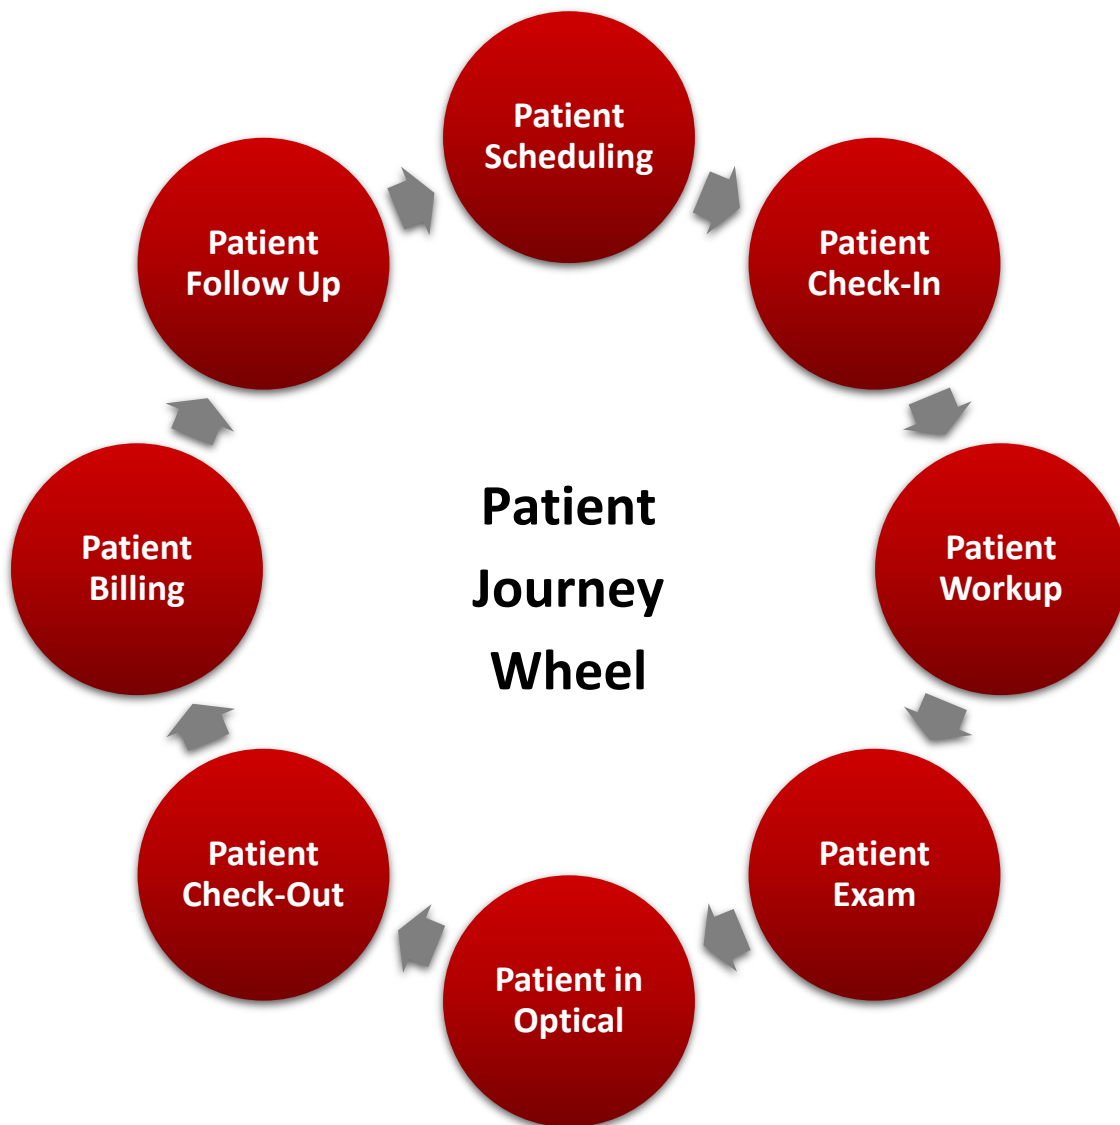 Patient
Scheduling
Patient
Check-In
Patient
Workup
Patient
Exam
Patient in
Optical
Patient
Check-Out
Patient
Billing
Patient
Follow Up
Patient
Journey
Wheel